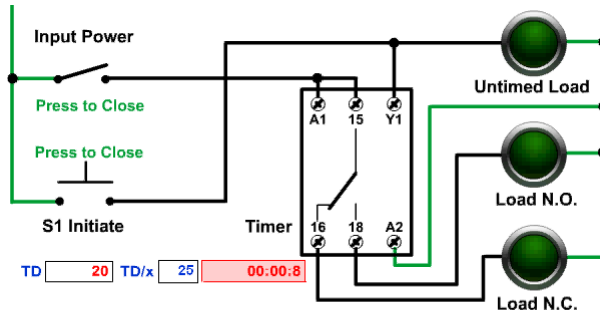 Input Power
Press to Close
Untimed Load
A1 15 Y1
Press to Close
S1 Initiate
Load N.O.
Timer
16 18 A2
TD 20 TD/x 25 00:00:8
Load N.C.